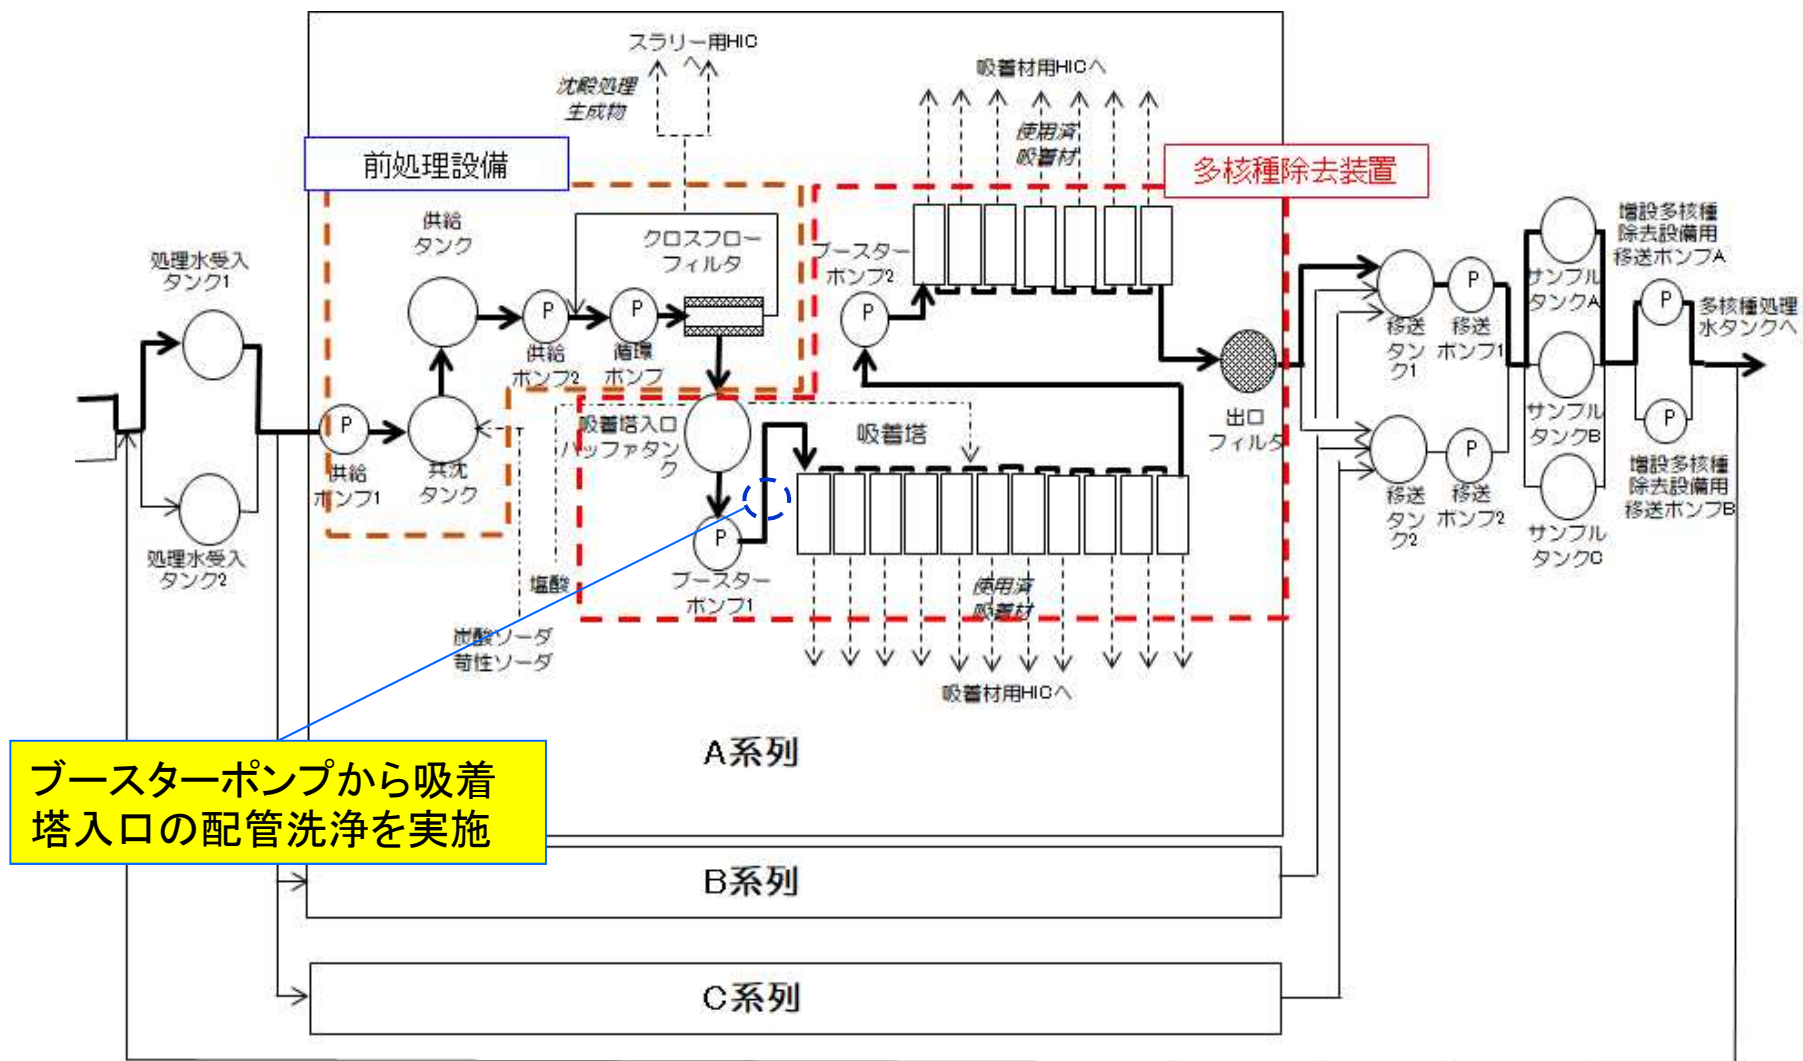 スラリー用HIC
へ
沈殿処理
生成物
吸着材用HICへ
使用済
吸着材
前処理設備
多核種除去装置
処理水受入
タンク1
供給
タンク
クロスフロー
フィルタ
ブースター
ポンプ2
P
P
P
供給
ポンプ2
循環
ポンプ
P
供給
ポンプ1
共沈
タンク
吸着塔入口
バッファタン
ク
吸着塔
出口
フィルタ
P
ブースター
ポンプ1
塩酸
炭酸ソーダ
苛性ソーダ
使用済
吸着材
吸着材用HICへ
処理水受入
タンク2
移送
タン
ク1
P
移送
ポンプ1
移送
タン
ク2
P
移送
ポンプ2
サンプル
タンクA
サンプル
タンクB
サンプル
タンクC
増設多核種
除去設備用
移送ポンプA
P
多核種処理
水タンクへ
P
増設多核種
除去設備用
移送ポンプB
A系列
ブースターポンプから吸着
塔入口の配管洗浄を実施
B系列
C系列